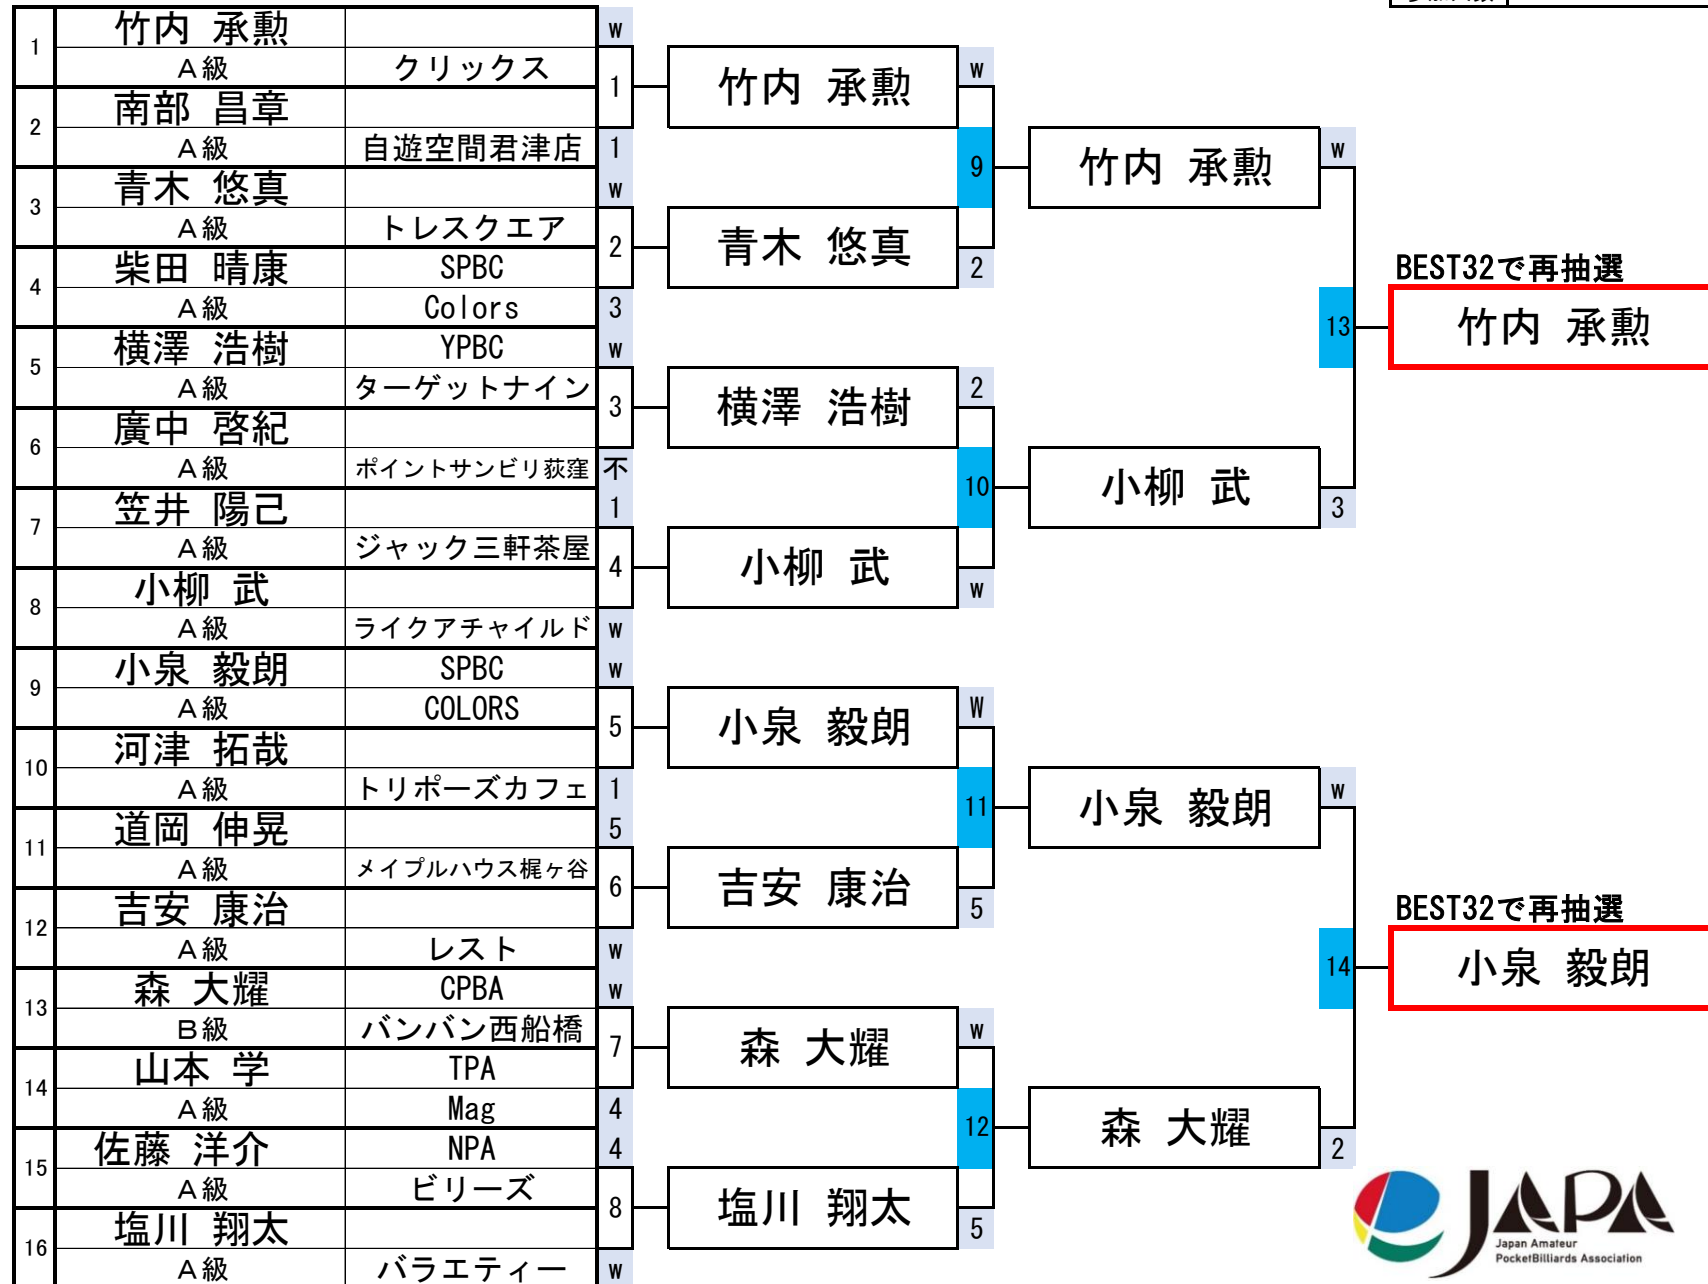 1 竹内 承勲 W
A級 クリックス
1 竹内 承勲 W
2 南部 昌章
A級 自遊空間君津店 1
9 竹内 承勲 W
3 青木 悠真 W
A級 トレスクエア
2 青木 悠真 2
4 柴田 晴康 SPBC
A級 Colors 3
BEST32で再抽選
13 竹内 承勲
5 横澤 浩樹 YPBC W
A級 ターゲットナイン
3 横澤 浩樹 2
6 廣中 啓紀
A級 ポイントサンビリ荻窪 不
10 小柳 武 3
7 笠井 陽己 1
A級 ジャック三軒茶屋
4 小柳 武 W
8 小柳 武
A級 ライクアチャイルド W
9 小泉 毅朗 SPBC W
A級 COLORS
5 小泉 毅朗 W
10 河津 拓哉
A級 トリポーズカフェ 1
11 小泉 毅朗 W
11 道岡 伸晃 5
A級 メイプルハウス梶ヶ谷
6 吉安 康治 5
12 吉安 康治
A級 レスト W
BEST32で再抽選
14 小泉 毅朗
13 森 大耀 CPBA W
B級 バンバン西船橋
7 森 大耀 W
14 山本 学 TPA
A級 Mag 4
12 森 大耀 2
15 佐藤 洋介 NPA 4
A級 ビリーズ
8 塩川 翔太 5
16 塩川 翔太
A級 バラエティー W
JAPA
Japan Amateur
PocketBilliards Association